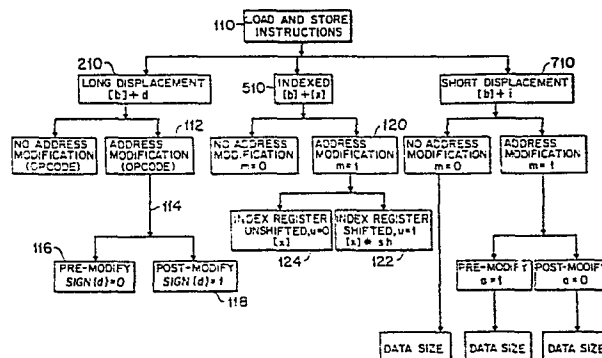 110
LOAD AND STORE
INSTRUCTIONS
210
LONG DISPLACEMENT
[b]+d
510
INDEXED
[b]+[x]
710
SHORT DISPLACEMENT
[b]+i
NO ADDRESS
MODIFICATION
(OPCODE)
112
ADDRESS
MODIFICATION
(OPCODE)
NO ADDRESS
MODIFICATION
m=0
120
ADDRESS
MODIFICATION
m=1
NO ADDRESS
MODIFICATION
m=0
ADDRESS
MODIFICATION
m=1
114
INDEX REGISTER
UNSHIFTED, u=0
[x]
124
INDEX REGISTER
SHIFTED, u=1
[x]* sh
122
116
PRE-MODIFY
SIGN(d)=0
POST-MODIFY
SIGN(d)=1
118
PRE-MODIFY
a=1
POST-MODIFY
a=0
DATA SIZE
DATA SIZE
DATA SIZE